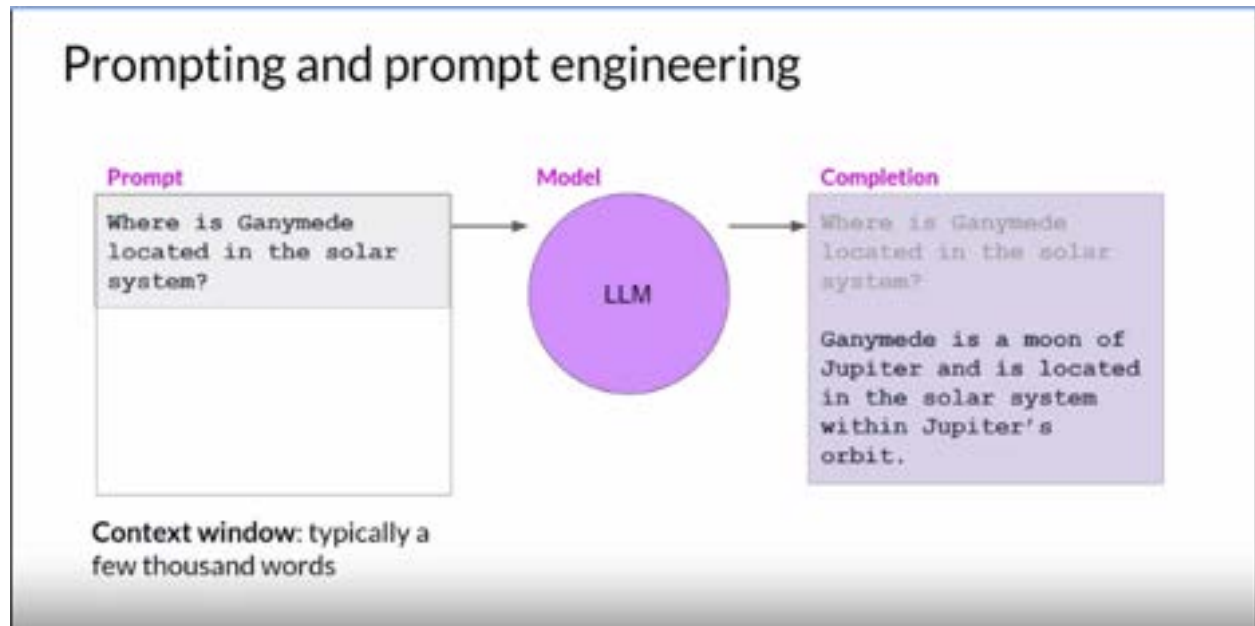 Prompting and prompt engineering
Prompt
Where is Ganymede
located in the solar
system?
Context window: typically a
few thousand words
Model
LLM
Completion
Where is Ganymede
located in the solar
system?
Ganymede is a moon of
Jupiter and is located
in the solar system
within Jupiter's
orbit.